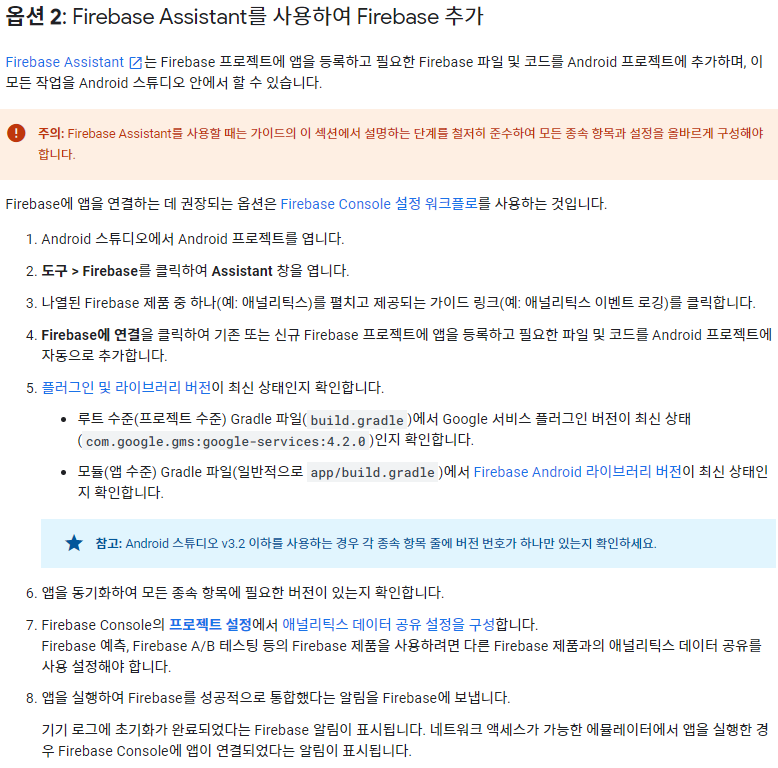 옵션 2: Firebase Assistant를 사용하여 Firebase 추가
Firebase Assistant 는 Firebase 프로젝트에 앱을 등록하고 필요한 Firebase 파일 및 코드를 Android 프로젝트에 추가하며, 이
모든 작업을 Android 스튜디오 안에서 할 수 있습니다.
주의: Firebase Assistant를 사용할 때는 가이드의 이 섹션에서 설명하는 단계를 철저히 준수하여 모든 종속 항목과 설정을 올바르게 구성해야
합니다.
Firebase에 앱을 연결하는 데 권장되는 옵션은 Firebase Console 설정 워크플로를 사용하는 것입니다.
1. Android 스튜디오에서 Android 프로젝트를 엽니다.
2. 도구 > Firebase를 클릭하여 Assistant 창을 엽니다.
3. 나열된 Firebase 제품 중 하나(예: 애널리틱스)를 펼치고 제공되는 가이드 링크(예: 애널리틱스 이벤트 로깅)를 클릭합니다.
4. Firebase에 연결을 클릭하여 기존 또는 신규 Firebase 프로젝트에 앱을 등록하고 필요한 파일 및 코드를 Android 프로젝트에
자동으로 추가합니다.
5. 플러그인 및 라이브러리 버전이 최신 상태인지 확인합니다.
• 루트 수준(프로젝트 수준) Gradle 파일( build.gradle )에서 Google 서비스 플러그인 버전이 최신 상태
( com.google.gms:google-services:4.2.0 )인지 확인합니다.
• 모듈(앱 수준) Gradle 파일(일반적으로 app/build.gradle )에서 Firebase Android 라이브러리 버전이 최신 상태인
지 확인합니다.
참고: Android 스튜디오 v3.2 이하를 사용하는 경우 각 종속 항목 줄에 버전 번호가 하나만 있는지 확인하세요.
6. 앱을 동기화하여 모든 종속 항목에 필요한 버전이 있는지 확인합니다.
7. Firebase Console의 프로젝트 설정에서 애널리틱스 데이터 공유 설정을 구성합니다.
Firebase 예측, Firebase A/B 테스팅 등의 Firebase 제품을 사용하려면 다른 Firebase 제품과의 애널리틱스 데이터 공유를
사용 설정해야 합니다.
8. 앱을 실행하여 Firebase를 성공적으로 통합했다는 알림을 Firebase에 보냅니다.
기기 로그에 초기화가 완료되었다는 Firebase 알림이 표시됩니다. 네트워크 액세스가 가능한 에뮬레이터에서 앱을 실행한 경
우 Firebase Console에 앱이 연결되었다는 알림이 표시됩니다.